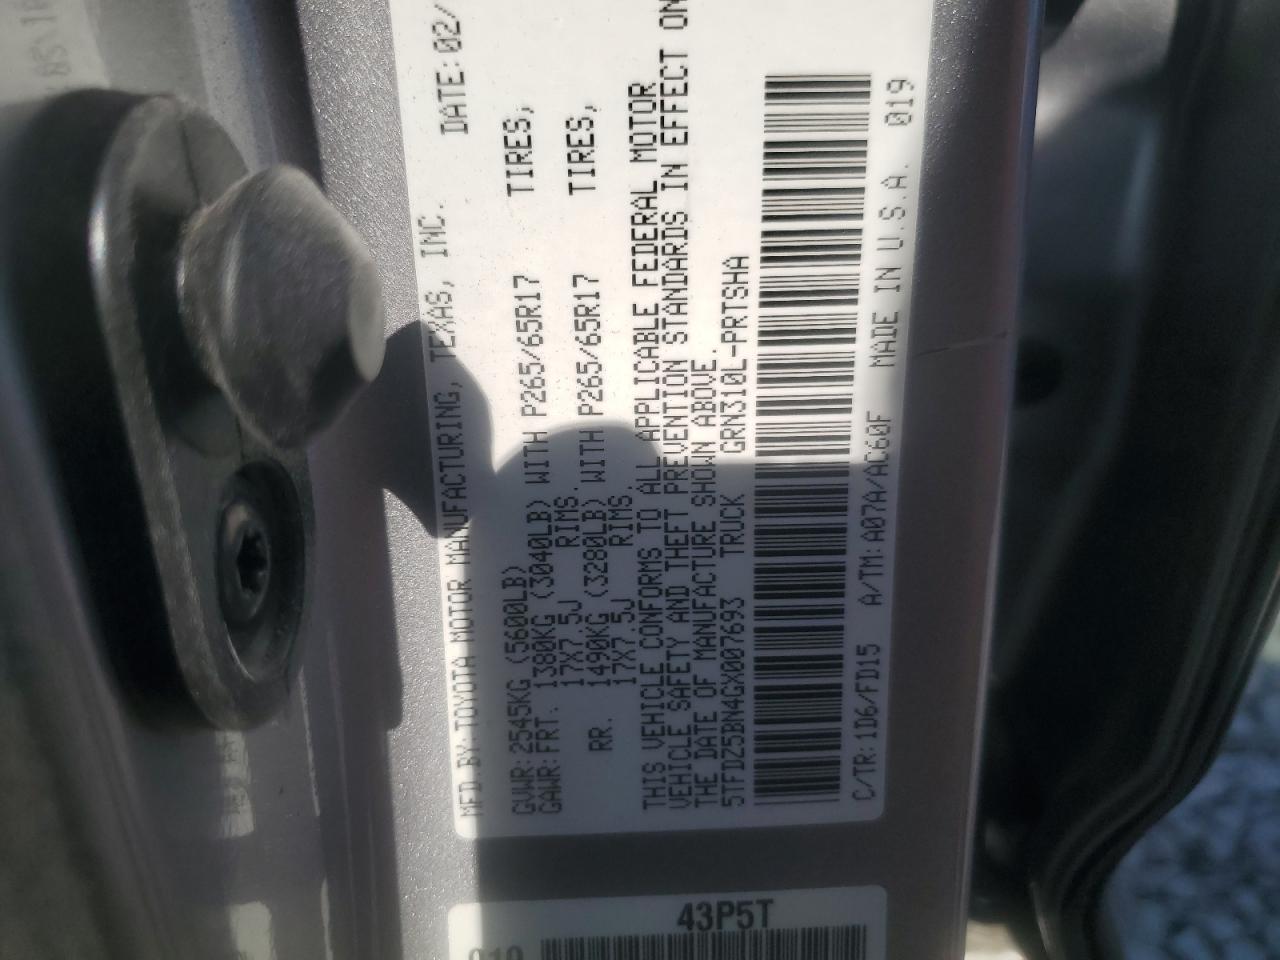 MFD.BY:TOYOTA MOTOR MANUFACTURING, TEXAS, INC. DATE:02/
GVWR:2545KG (5600LB)
GAWR:FRT. 1380KG (3040LB) WITH P265/65R17 TIRES,
17X7.5J RIMS.
RR. 1490KG (3280LB) WITH P265/65R17 TIRES,
17X7.5J RIMS
THIS VEHICLE CONFORMS TO ALL APPLICABLE FEDERAL MOTOR
VEHICLE SAFETY AND THEFT PREVENTION STANDARDS IN EFFECT ON
THE DATE OF MANUFACTURE SHOWN ABOVE.
5TFDZ5BN4GX007693 TRUCK GRN310L-PRTSHA
C/TR:1D6/FD15 A/TM:A07A/AC60F MADE IN U.S.A. 019
43P5T